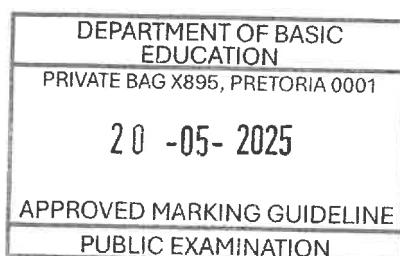 DEPARTMENT OF BASIC
EDUCATION
PRIVATE BAG X895, PRETORIA 0001
20 -05- 2025
APPROVED MARKING GUIDELINE
PUBLIC EXAMINATION